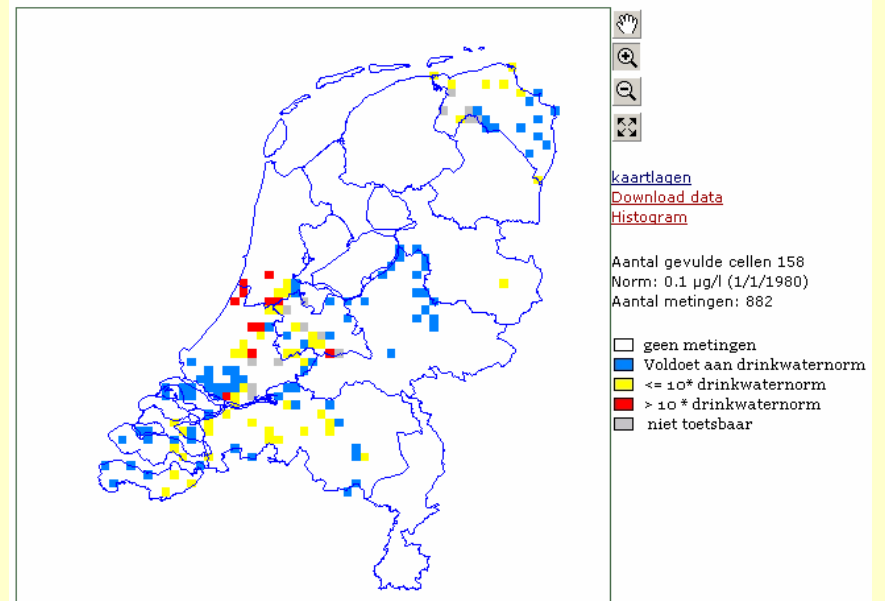 kaartlagen
Download data
Histogram
Aantal gevulde cellen 158
Norm: 0.1 µg/l (1/1/1980)
Aantal metingen: 882
geen metingen
Voldoet aan drinkwaternorm
<= 10* drinkwaternorm
> 10 * drinkwaternorm
niet toetsbaar